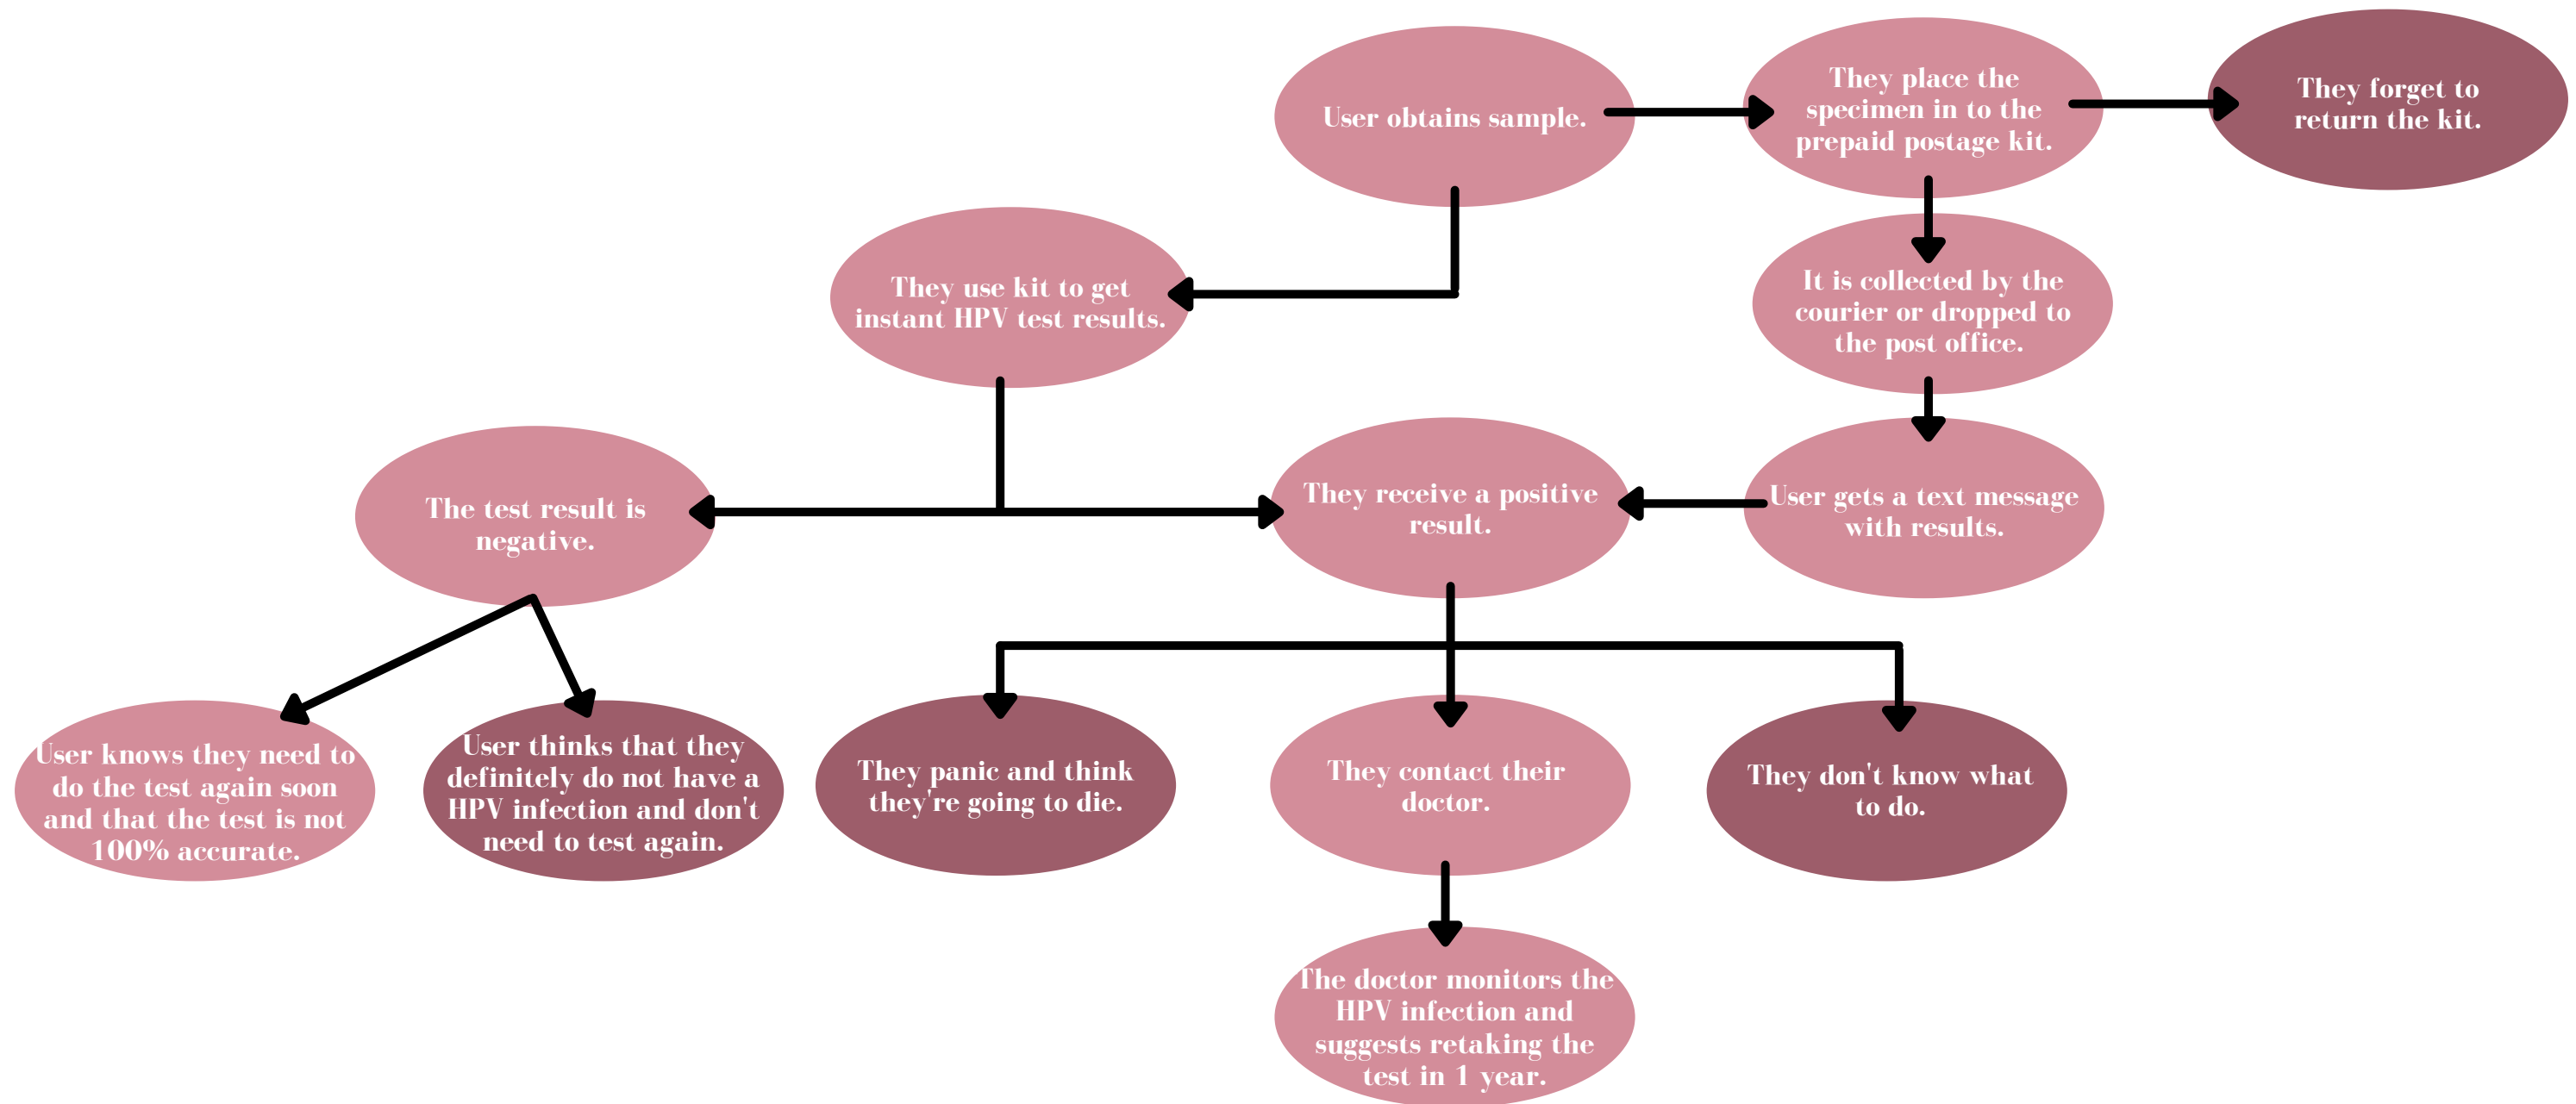 User obtains sample.
They place the
specimen in to the
prepaid postage kit.
They forget to
return the kit.
They use kit to get
instant HPV test results.
It is collected by the
courier or dropped to
the post office.
The test result is
negative.
They receive a positive
result.
User gets a text message
with results.
User knows they need to
do the test again soon
and that the test is not
100% accurate.
User thinks that they
definitely do not have a
HPV infection and don't
need to test again.
They panic and think
they're going to die.
They contact their
doctor.
They don't know what
to do.
The doctor monitors the
HPV infection and
suggests retaking the
test in 1 year.